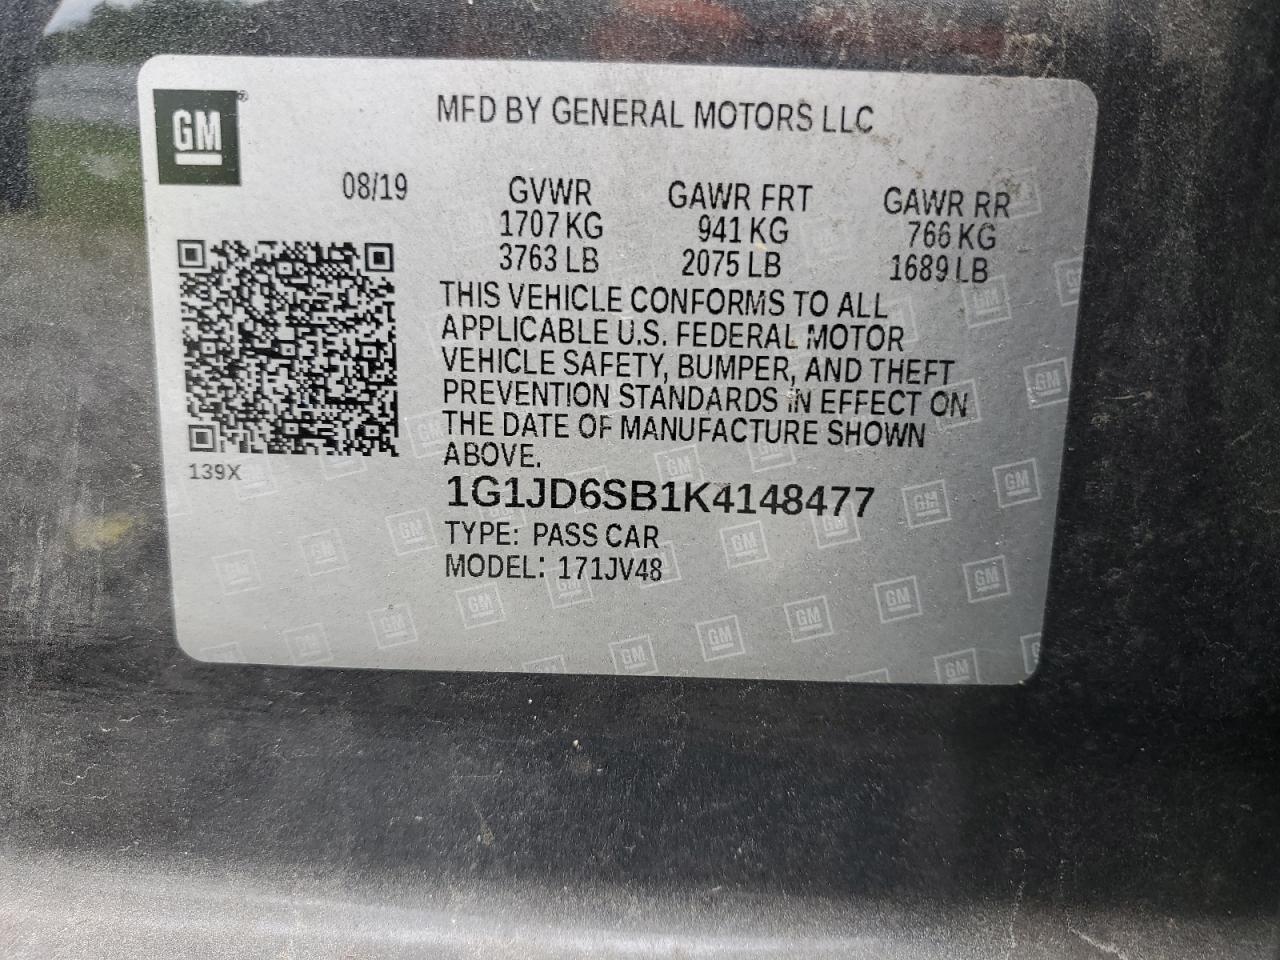 GM
MFD BY GENERAL MOTORS LLC
08/19
GVWR GAWR FRT GAWR RR
1707 KG 941 KG 766 KG
3763 LB 2075 LB 1689 LB
THIS VEHICLE CONFORMS TO ALL
APPLICABLE U.S. FEDERAL MOTOR
VEHICLE SAFETY, BUMPER, AND THEFT
PREVENTION STANDARDS IN EFFECT ON
THE DATE OF MANUFACTURE SHOWN
ABOVE.
139X
1G1JD6SB1K4148477
TYPE: PASS CAR
MODEL: 171JV48